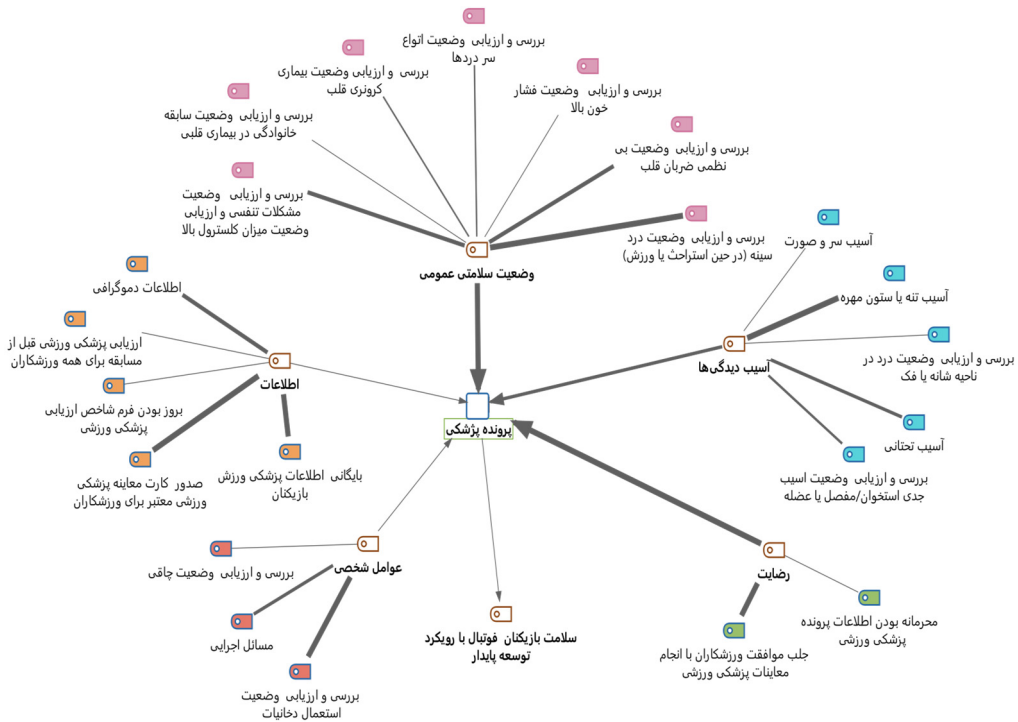 بررسی و ارزیابی وضعیت اتواع
سر دردها
بررسی و ارزیابی وضعیت بیماری
کرونری قلب
بررسی و ارزیابی وضعیت فشار
خون بالا
بررسی و ارزیابی وضعیت سابقه
خانوادگی در بیماری قلبی
بررسی و ارزیابی وضعیت بی
نظمی ضربان قلب
بررسی و ارزیابی وضعیت
مشکلات تنفسی و ارزیابی
وضعیت میزان کلسترول بالا
بررسی و ارزیابی وضعیت درد
سینه (در حین استراحث یا ورزش)
وضعیت سلامتی عمومی
آسیب سر و صورت
آسیب تنه یا ستون مهره
بررسی و ارزیابی وضعیت درد در
ناحیه شانه یا فک
آسیب دیدگی‌ها
آسیب تحتانی
بررسی و ارزیابی وضعیت اسیب
جدی استخوان/مفصل یا عضله
اطلاعات دموگرافی
ارزیابی پزشکی ورزشی قبل از
مسابقه برای همه ورزشکاران
اطلاعات
بروز بودن فرم شاخص ارزیابی
پزشکی ورزشی
صدور کارت معاینه پزشکی
ورزشی معتبر برای ورزشکاران
بایگانی اطلاعات پزشکی ورزش
بازیکنان
پرونده پژشکی
عوامل شخصی
بررسی و ارزیابی وضعیت چاقی
مسائل اجرایی
بررسی و ارزیابی وضعیت
استعمال دخانیات
سلامت بازیکنان فوتبال با رویکرد
توسعه پایدار
رضایت
محرمانه بودن اطلاعات پرونده
پزشکی ورزشی
جلب موافقت ورزشکاران با انجام
معاینات پزشکی ورزشی